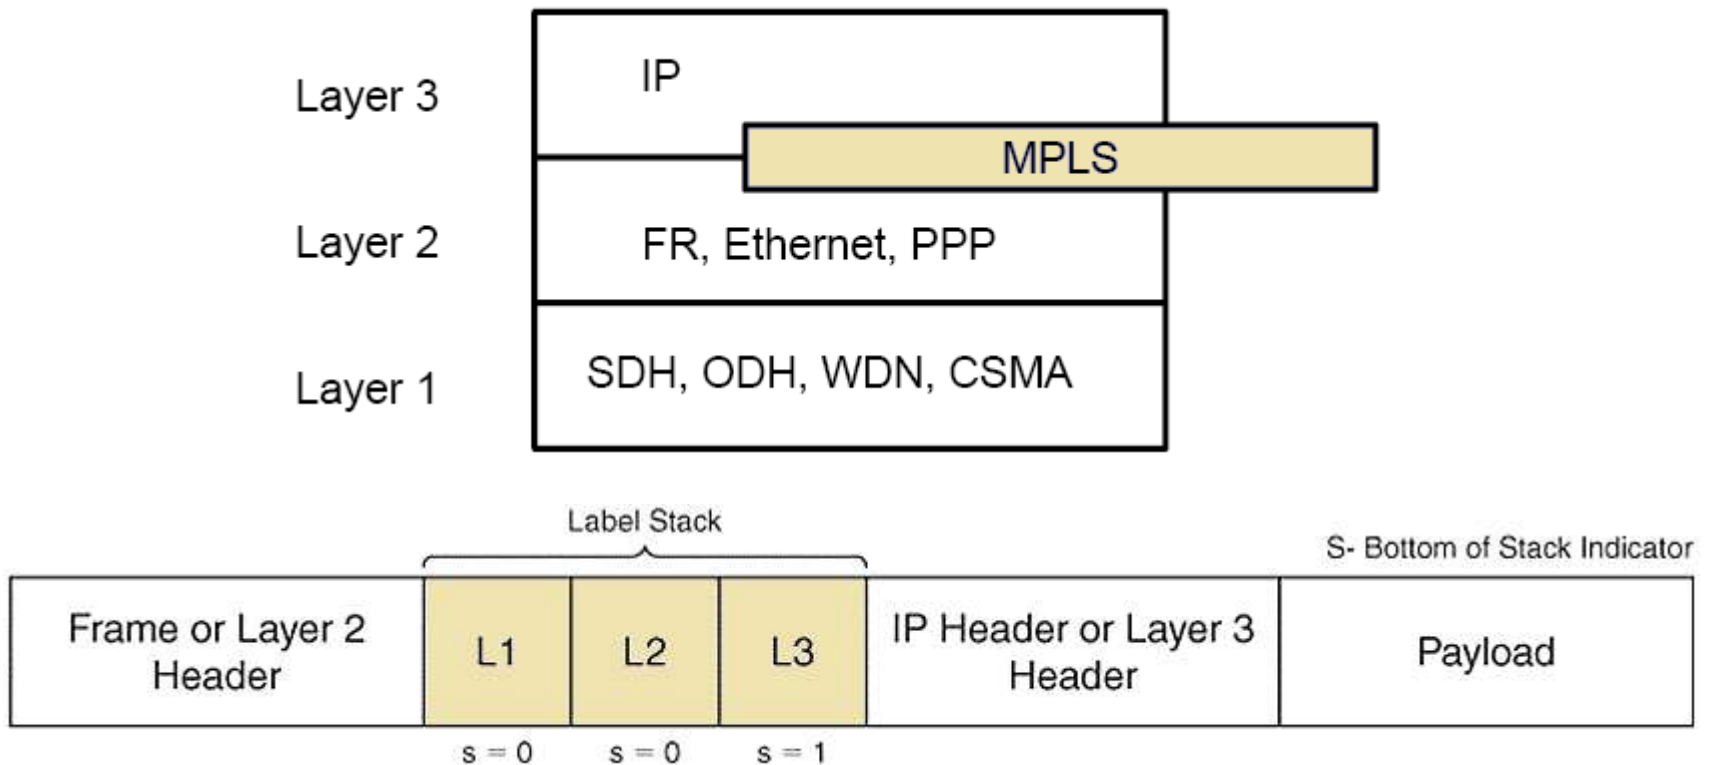 Layer 3
IP
MPLS
Layer 2
FR, Ethernet, PPP
Layer 1
SDH, ODH, WDN, CSMA
Label Stack
S- Bottom of Stack Indicator
Frame or Layer 2
Header
L1
L2
L3
IP Header or Layer 3
Header
Payload
s = 0
s = 0
s = 1